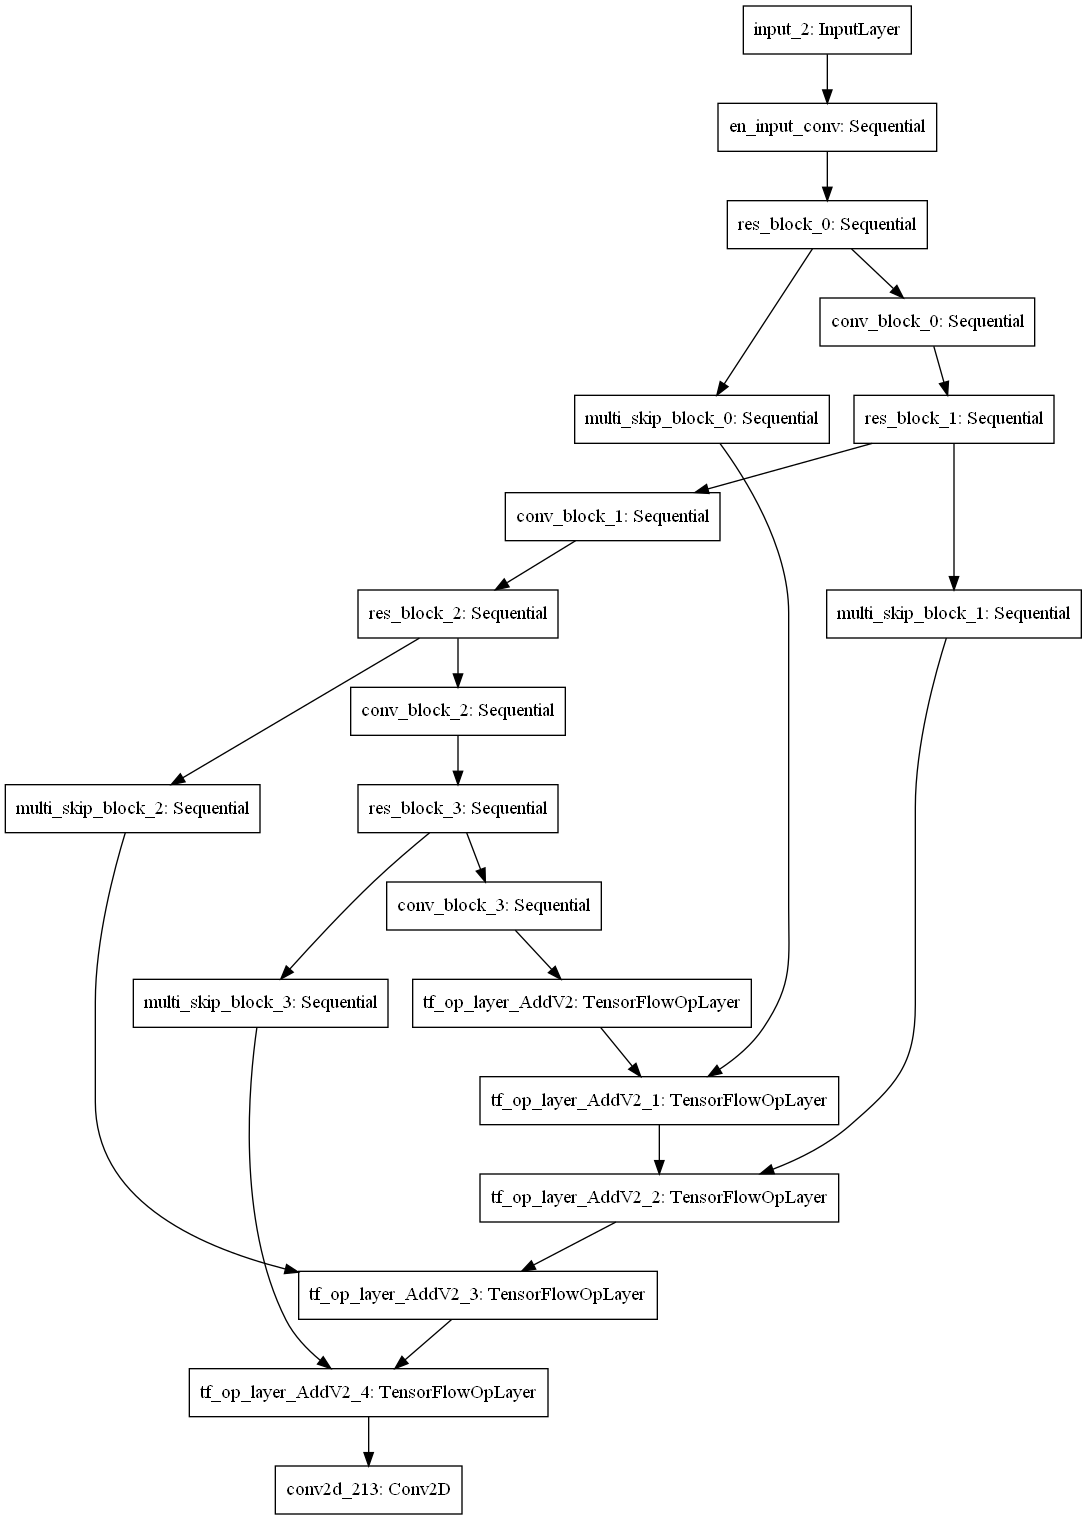 input_2: InputLayer
en_input_conv: Sequential
res_block_0: Sequential
conv_block_0: Sequential
multi_skip_block_0: Sequential
res_block_1: Sequential
conv_block_1: Sequential
res_block_2: Sequential
multi_skip_block_1: Sequential
conv_block_2: Sequential
multi_skip_block_2: Sequential
res_block_3: Sequential
conv_block_3: Sequential
multi_skip_block_3: Sequential
tf_op_layer_AddV2: TensorFlowOpLayer
tf_op_layer_AddV2_1: TensorFlowOpLayer
tf_op_layer_AddV2_2: TensorFlowOpLayer
tf_op_layer_AddV2_3: TensorFlowOpLayer
tf_op_layer_AddV2_4: TensorFlowOpLayer
conv2d_213: Conv2D